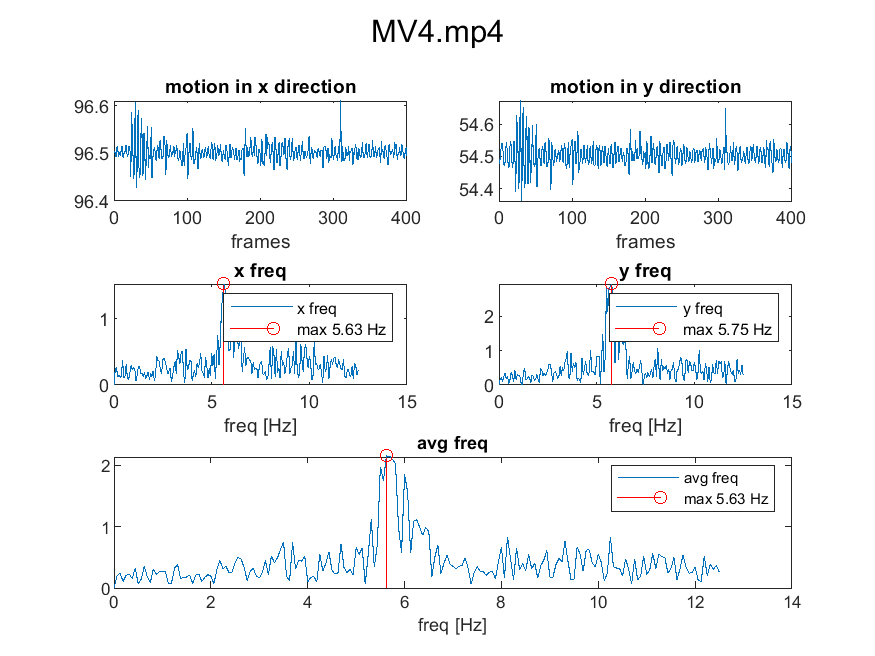 MV4.mp4
motion in x direction
96.6
96.5
96.4
0 100 200 300 400
frames
motion in y direction
54.6
54.5
54.4
0 100 200 300 400
frames
x freq
1
0
x freq
max 5.63 Hz
0 5 10 15
freq [Hz]
y freq
2
1
0
y freq
max 5.75 Hz
0 5 10 15
freq [Hz]
avg freq
2
1
0
avg freq
max 5.63 Hz
0 2 4 6 8 10 12 14
freq [Hz]